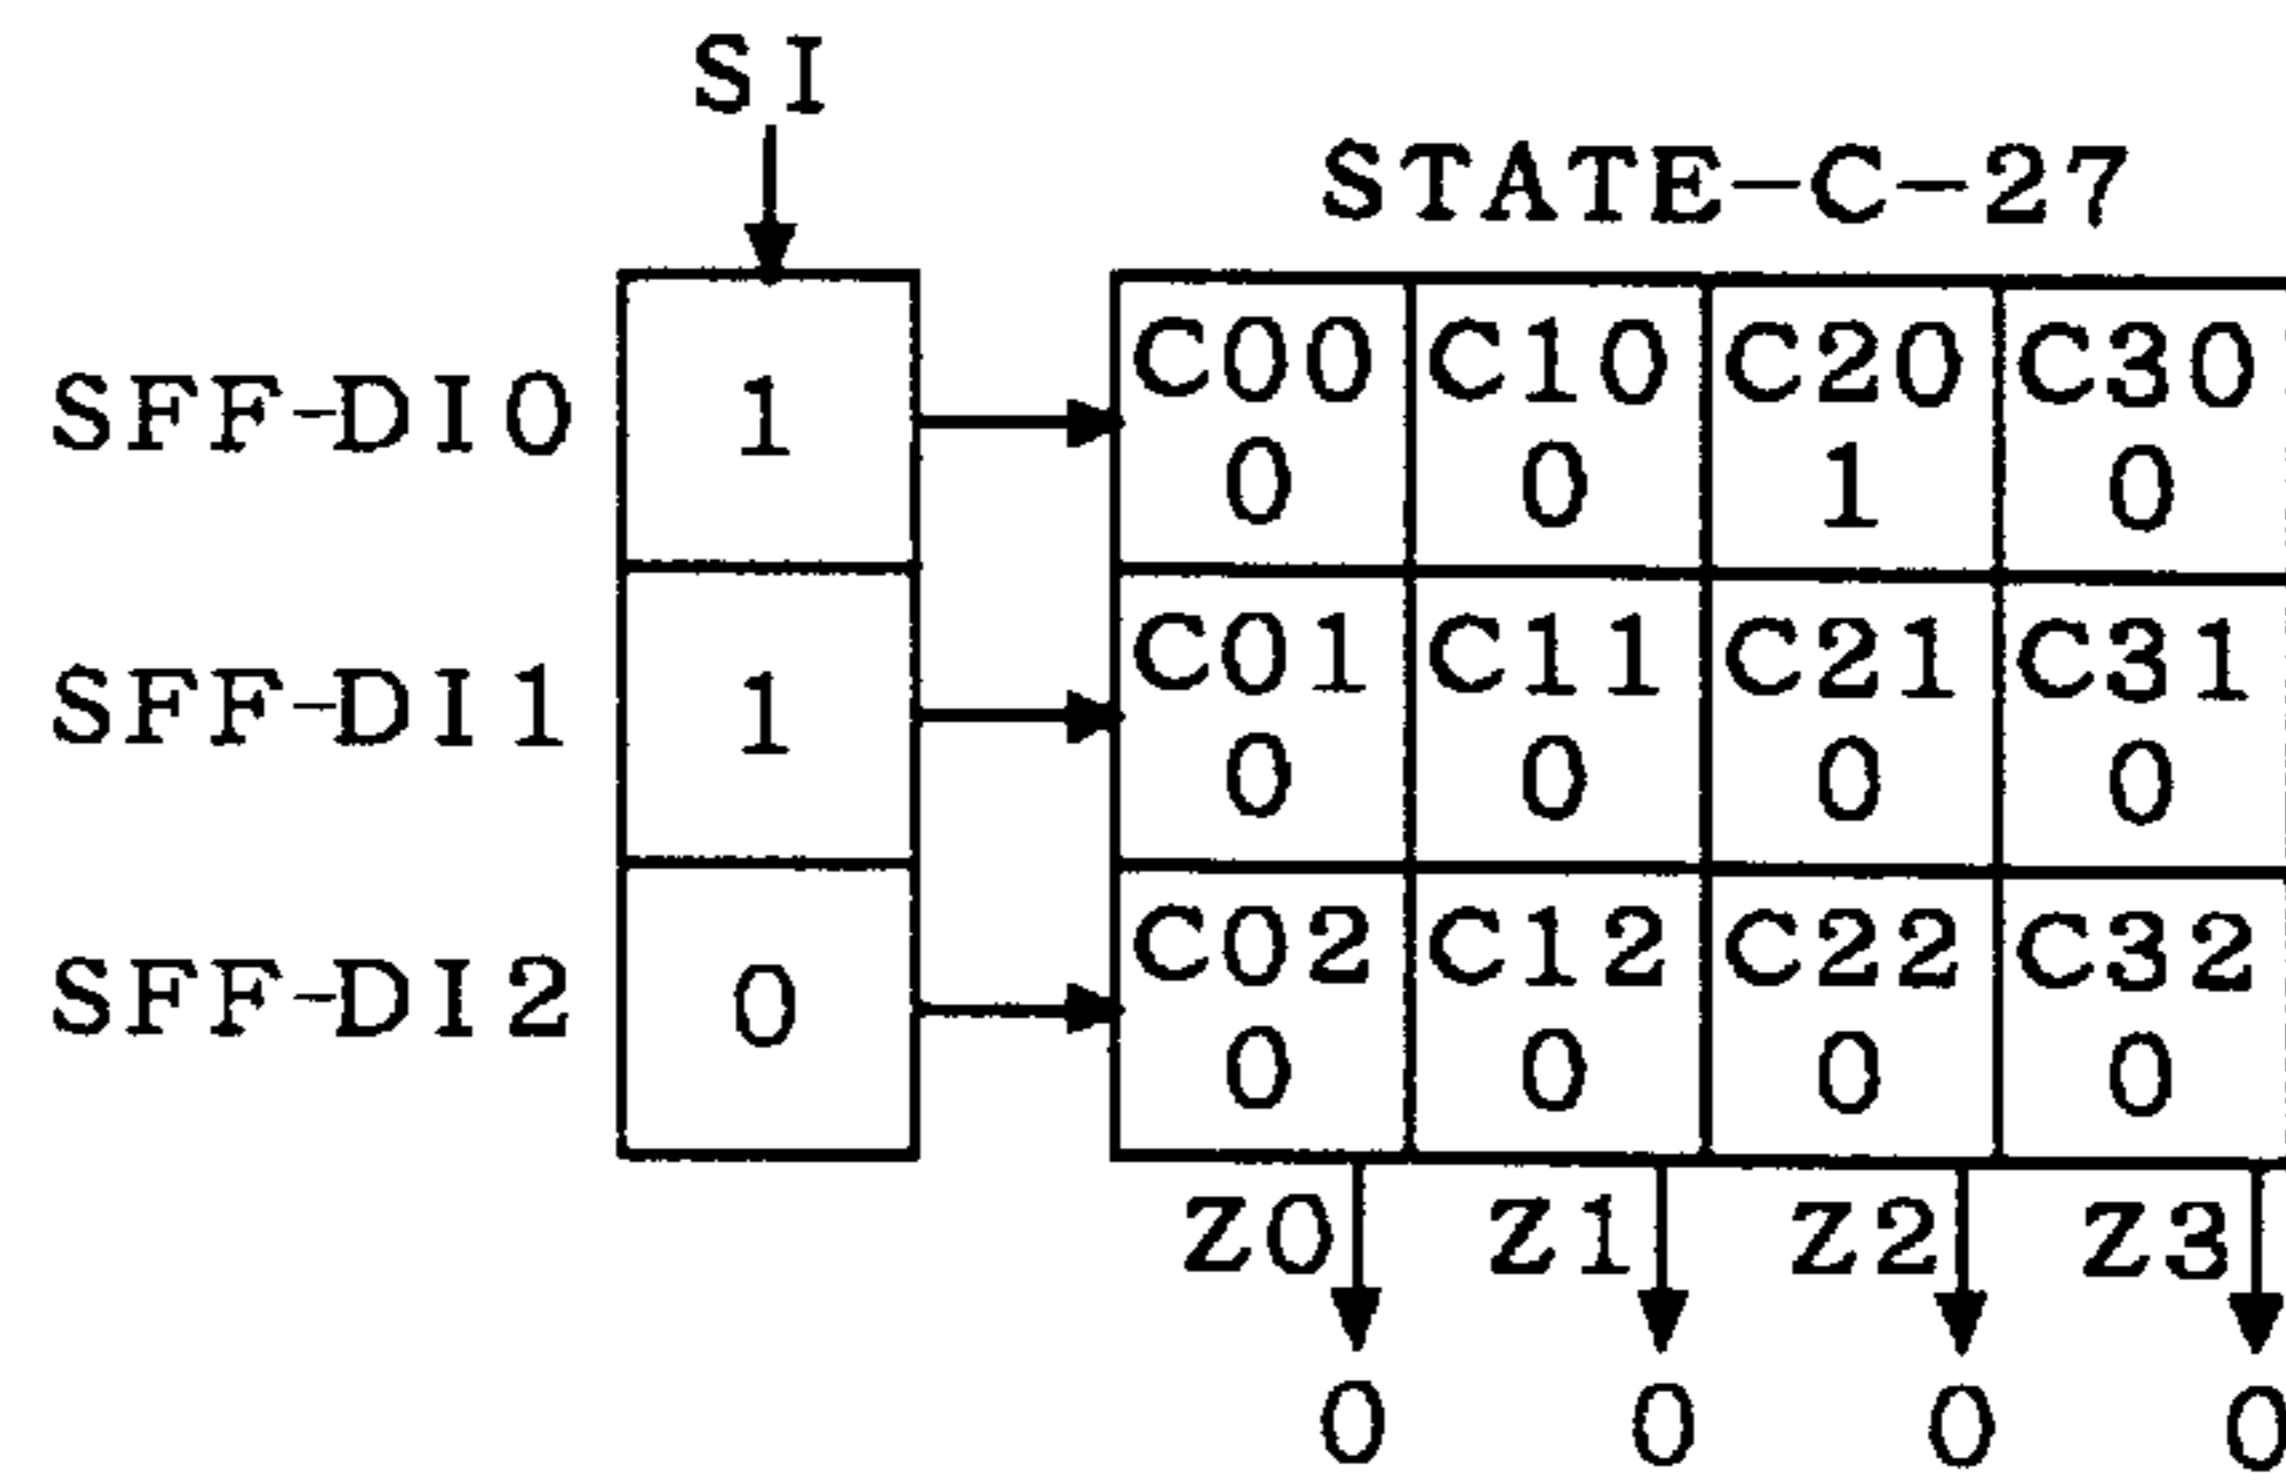 SI
STATE-C-27
C00 C10 C20 C30
SFF-DI0 1 0 0 1 0
C01 C11 C21 C31
SFF-DI1 1 0 0 0 0
C02 C12 C22 C32
SFF-DI2 0 0 0 0 0
Z0 Z1 Z2 Z3
0 0 0 0